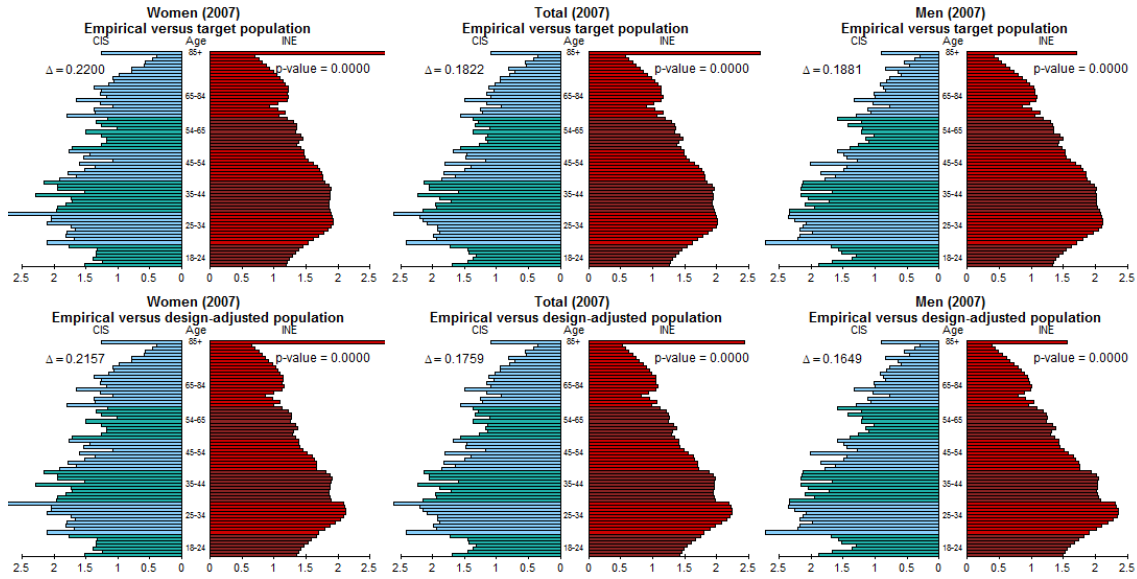 Women (2007)
Empirical versus target population
CIS Age INE
85+
Δ = 0.2200 p-value = 0.0000
65-84
54-65
45-54
35-44
25-34
18-24
2.5 2 1.5 1 0.5 0 0 0.5 1 1.5 2 2.5
Total (2007)
Empirical versus target population
CIS Age INE
85+
Δ = 0.1822 p-value = 0.0000
65-84
54-65
45-54
35-44
25-34
18-24
2.5 2 1.5 1 0.5 0 0 0.5 1 1.5 2 2.5
Men (2007)
Empirical versus target population
CIS Age INE
85+
Δ = 0.1881 p-value = 0.0000
65-84
54-65
45-54
35-44
25-34
18-24
2.5 2 1.5 1 0.5 0 0 0.5 1 1.5 2 2.5
Women (2007)
Empirical versus design-adjusted population
CIS Age INE
85+
Δ = 0.2157 p-value = 0.0000
65-84
54-65
45-54
35-44
25-34
18-24
2.5 2 1.5 1 0.5 0 0 0.5 1 1.5 2 2.5
Total (2007)
Empirical versus design-adjusted population
CIS Age INE
85+
Δ = 0.1759 p-value = 0.0000
65-84
54-65
45-54
35-44
25-34
18-24
2.5 2 1.5 1 0.5 0 0 0.5 1 1.5 2 2.5
Men (2007)
Empirical versus design-adjusted population
CIS Age INE
85+
Δ = 0.1649 p-value = 0.0000
65-84
54-65
45-54
35-44
25-34
18-24
2.5 2 1.5 1 0.5 0 0 0.5 1 1.5 2 2.5